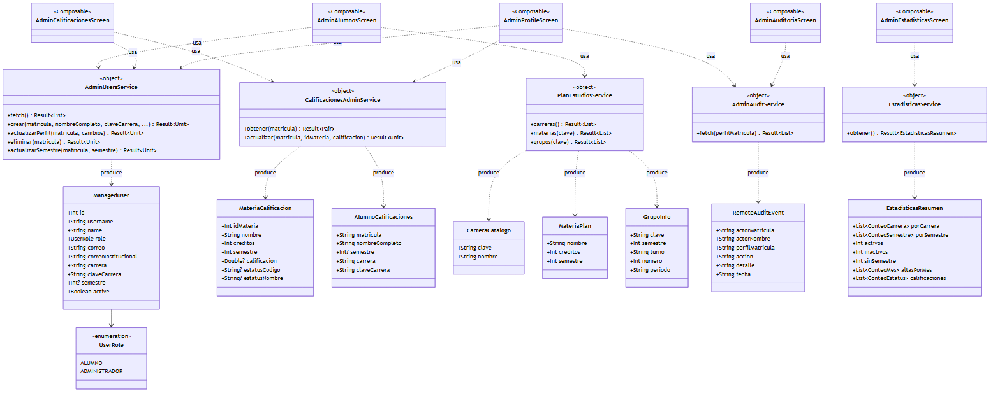 «Composable»
AdminCalificacionesScreen
«Composable»
AdminAlumnosScreen
«Composable»
AdminProfileScreen
«Composable»
AdminAuditoriaScreen
«Composable»
AdminEstadisticasScreen
usa
usa
usa
usa
usa
usa
usa
usa
usa
«object»
AdminUsersService
+fetch() : Result<List>
+crear(matricula, nombreCompleto, claveCarrera, ...) : Result<Unit>
+actualizarPerfil(matricula, cambios) : Result<Unit>
+eliminar(matricula) : Result<Unit>
+actualizarSemestre(matricula, semestre) : Result<Unit>
«object»
CalificacionesAdminService
+obtener(matricula) : Result<Pair>
+actualizar(matricula, idMateria, calificacion) : Result<Unit>
«object»
PlanEstudiosService
+carreras() : Result<List>
+materias(clave) : Result<List>
+grupos(clave) : Result<List>
«object»
AdminAuditService
+fetch(perfilMatricula) : Result<List>
«object»
EstadisticasService
+obtener() : Result<EstadisticasResumen>
produce
produce
produce
produce
produce
produce
produce
produce
ManagedUser
+Int id
+String username
+String name
+UserRole role
+String correo
+String correoInstitucional
+String carrera
+String claveCarrera
+Int? semestre
+Boolean active
MateriaCalificacion
+Int idMateria
+String nombre
+Int creditos
+Int semestre
+Double? calificacion
+String? estatusCodigo
+String? estatusNombre
AlumnoCalificaciones
+String matricula
+String nombreCompleto
+Int? semestre
+String carrera
+String claveCarrera
CarreraCatalogo
+String clave
+String nombre
MateriaPlan
+String nombre
+Int creditos
+Int semestre
GrupoInfo
+String clave
+Int semestre
+String turno
+Int numero
+String periodo
RemoteAuditEvent
+String actorMatricula
+String actorNombre
+String perfilMatricula
+String accion
+String detalle
+String fecha
EstadisticasResumen
+List<ConteoCarrera> porCarrera
+List<ConteoSemestre> porSemestre
+Int activos
+Int inactivos
+Int sinSemestre
+List<ConteoMes> altasPorMes
+List<ConteoEstatus> calificaciones
«enumeration»
UserRole
ALUMNO
ADMINISTRADOR